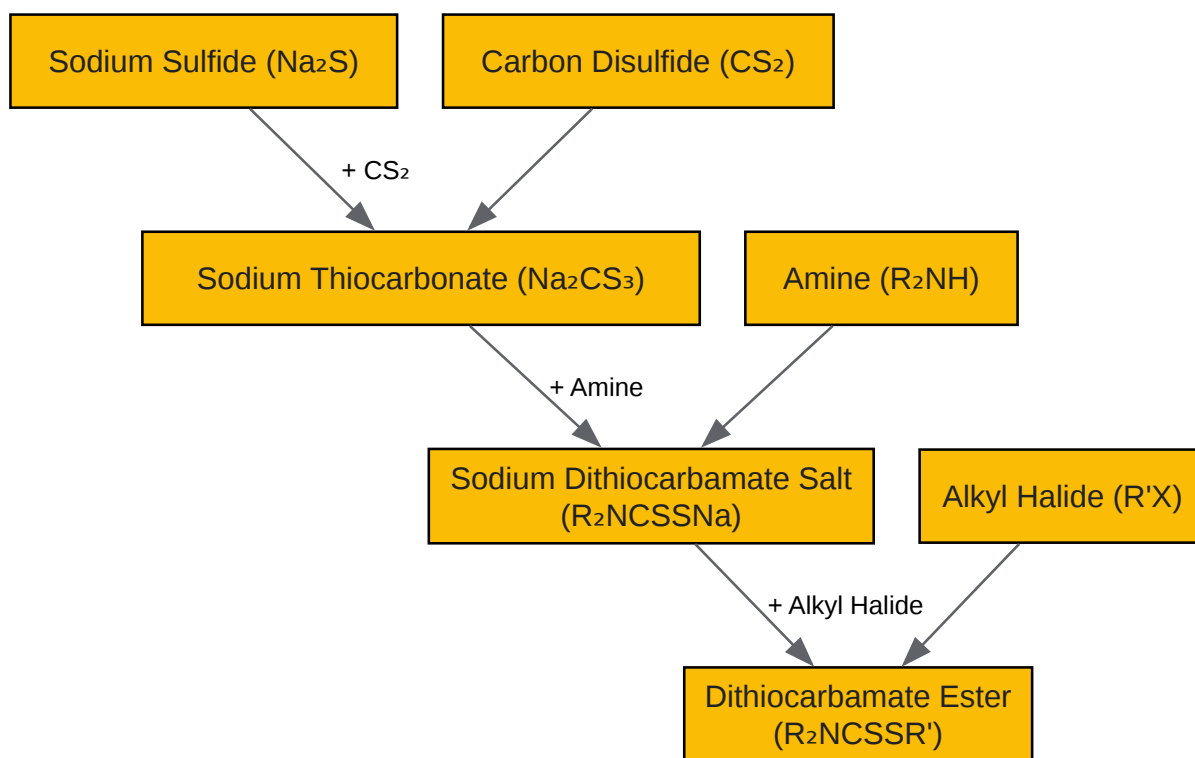 Sodium Sulfide (Na₂S)
Carbon Disulfide (CS₂)
+ CS₂
Sodium Thiocarbonate (Na₂CS₃)
Amine (R₂NH)
+ Amine
Sodium Dithiocarbamate Salt
(R₂NCSSNa)
Alkyl Halide (R'X)
+ Alkyl Halide
Dithiocarbamate Ester
(R₂NCSSR')